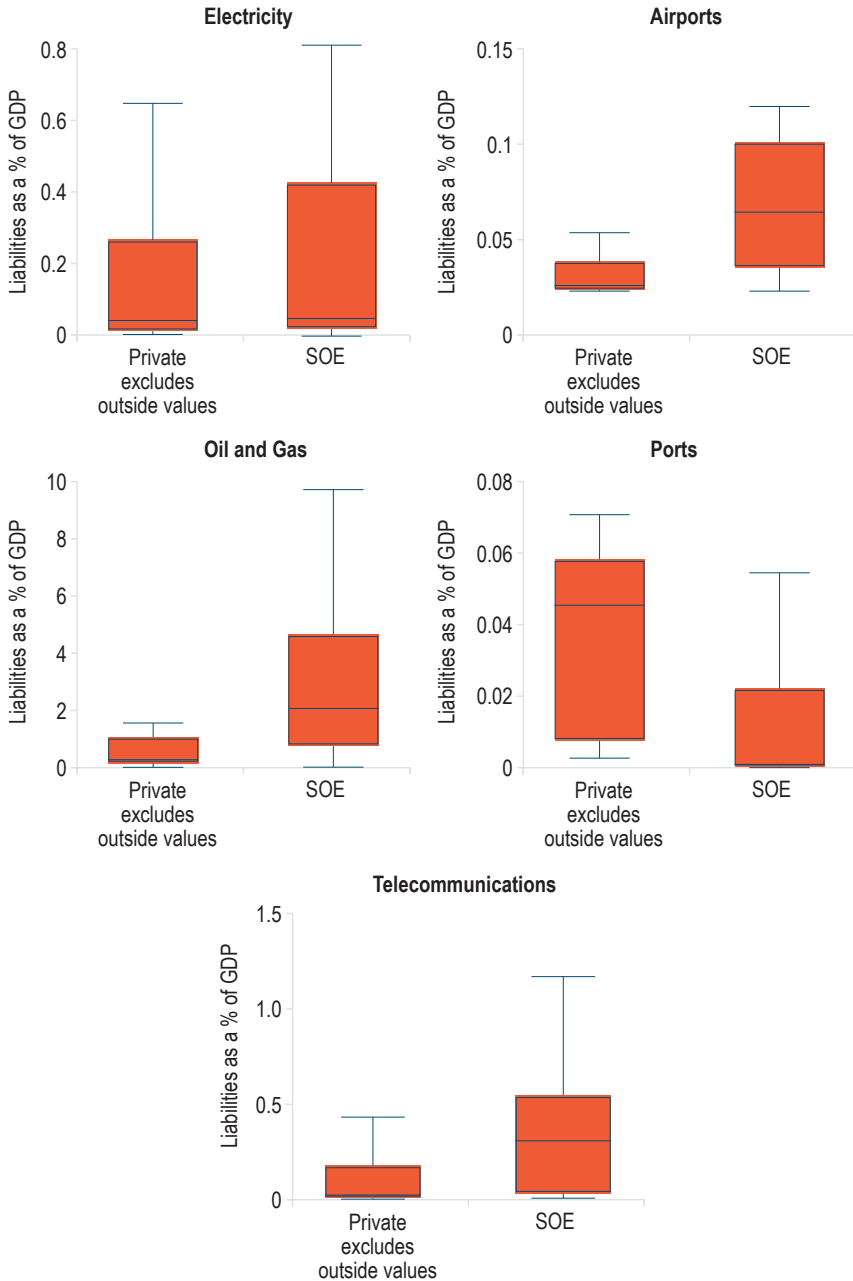 Electricity
Liabilities as a % of GDP
0.8
0.6
0.4
0.2
0
Private
excludes
outside values
SOE
Airports
Liabilities as a % of GDP
0.15
0.1
0.05
0
Private
excludes
outside values
SOE
Oil and Gas
Liabilities as a % of GDP
10
8
6
4
2
0
Private
excludes
outside values
SOE
Ports
Liabilities as a % of GDP
0.08
0.06
0.04
0.02
0
Private
excludes
outside values
SOE
Telecommunications
Liabilities as a % of GDP
1.5
1.0
0.5
0
Private
excludes
outside values
SOE